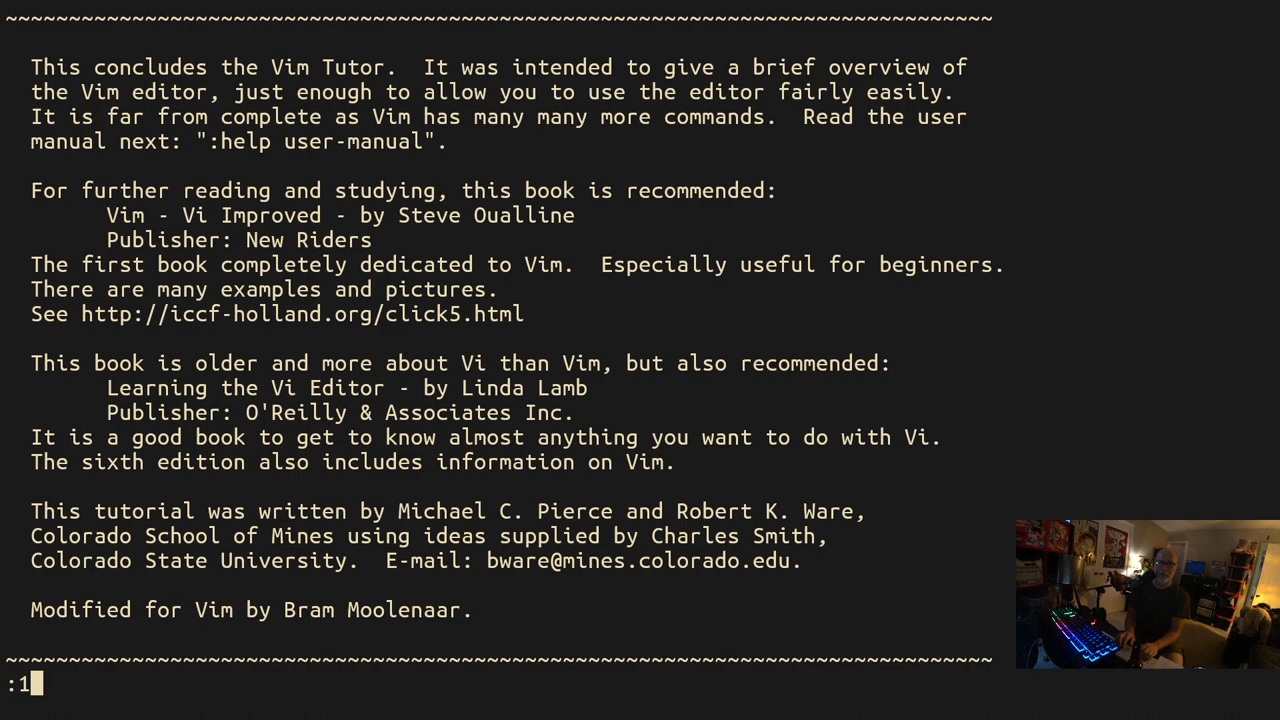 ~~~~~~~~~~~~~~~~~~~~~~~~~~~~~~~~~~~~~~~~~~~~~~~~~~~~~~~~~~~~~~~~~~~~~~~~~~~~~~
This concludes the Vim Tutor.  It was intended to give a brief overview of
the Vim editor, just enough to allow you to use the editor fairly easily.
It is far from complete as Vim has many many more commands.  Read the user
manual next: ":help user-manual".
For further reading and studying, this book is recommended:
Vim - Vi Improved - by Steve Oualline
Publisher: New Riders
The first book completely dedicated to Vim.  Especially useful for beginners.
There are many examples and pictures.
See http://iccf-holland.org/click5.html
This book is older and more about Vi than Vim, but also recommended:
Learning the Vi Editor - by Linda Lamb
Publisher: O'Reilly & Associates Inc.
It is a good book to get to know almost anything you want to do with Vi.
The sixth edition also includes information on Vim.
This tutorial was written by Michael C. Pierce and Robert K. Ware,
Colorado School of Mines using ideas supplied by Charles Smith,
Colorado State University.  E-mail: bware@mines.colorado.edu.
Modified for Vim by Bram Moolenaar.
~~~~~~~~~~~~~~~~~~~~~~~~~~~~~~~~~~~~~~~~~~~~~~~~~~~~~~~~~~~~~~~~~~~~~~~~~~~~~~
:1